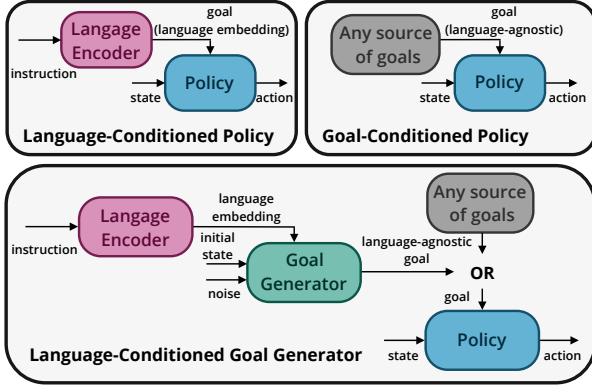 goal
Langage
(language embedding)
Encoder
instruction
Policy
state
action
Language-Conditioned Policy
goal
Any source
(language-agnostic)
of goals
Policy
state
action
Goal-Conditioned Policy
Any source
of goals
language
embedding
Langage
Encoder
instruction
initial
state
noise
Goal
Generator
language-agnostic
goal
OR
goal
Policy
state
action
Language-Conditioned Goal Generator